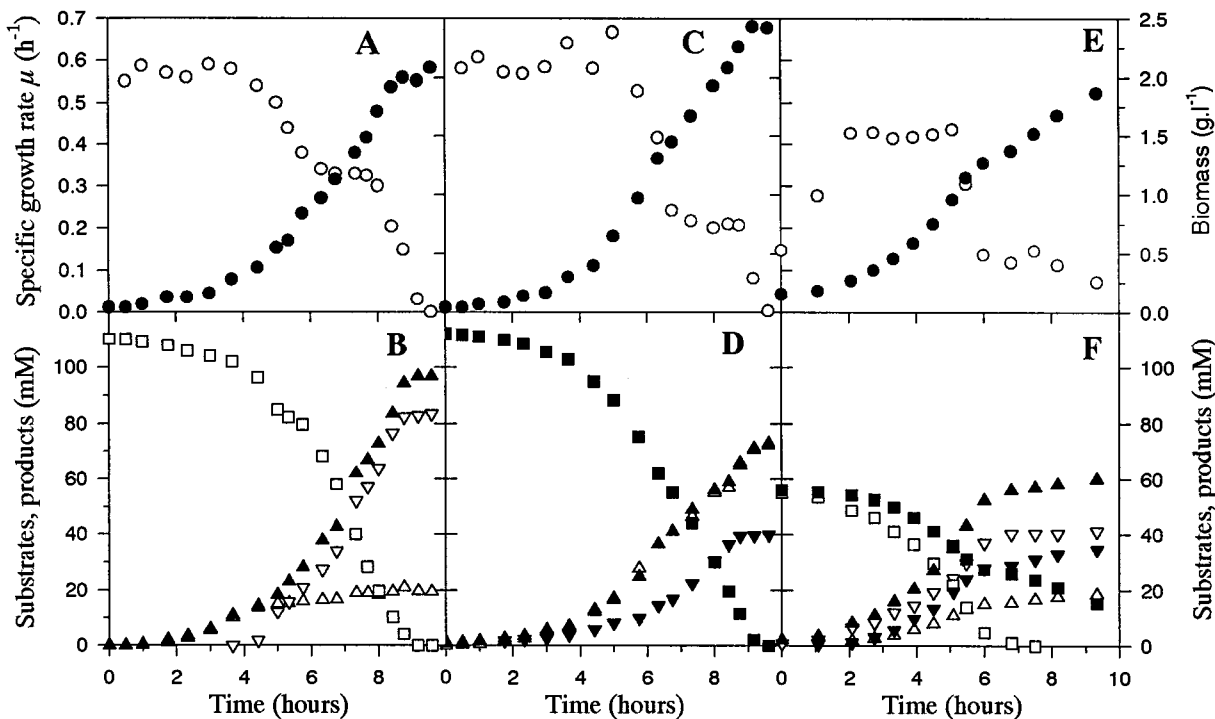 Specific growth rate µ (h⁻¹)
0.7
0.6
0.5
0.4
0.3
0.2
0.1
0.0
A
C
E
2.5
2.0
1.5
1.0
0.5
0.0
Biomass (g.l⁻¹)
Substrates, products (mM)
100
80
60
40
20
0
B
D
F
100
80
60
40
20
0
Substrates, products (mM)
0 2 4 6 8 0 2 4 6 8 0 2 4 6 8 10
Time (hours) Time (hours) Time (hours)